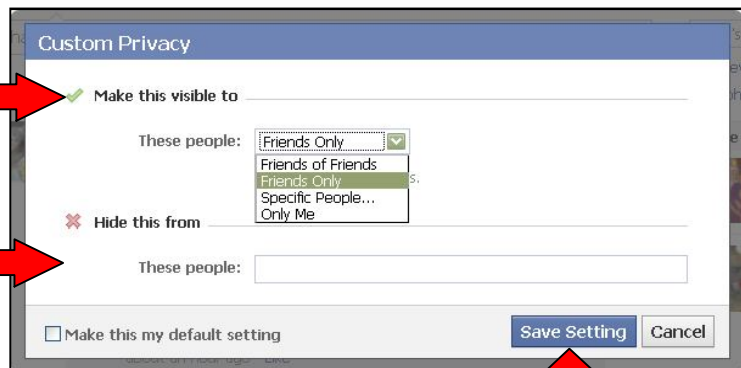 Custom Privacy
Make this visible to
These people: Friends Only
Friends of Friends
Friends Only
s.
Specific People...
Only Me
Hide this from
These people:
Make this my default setting
Save Setting Cancel